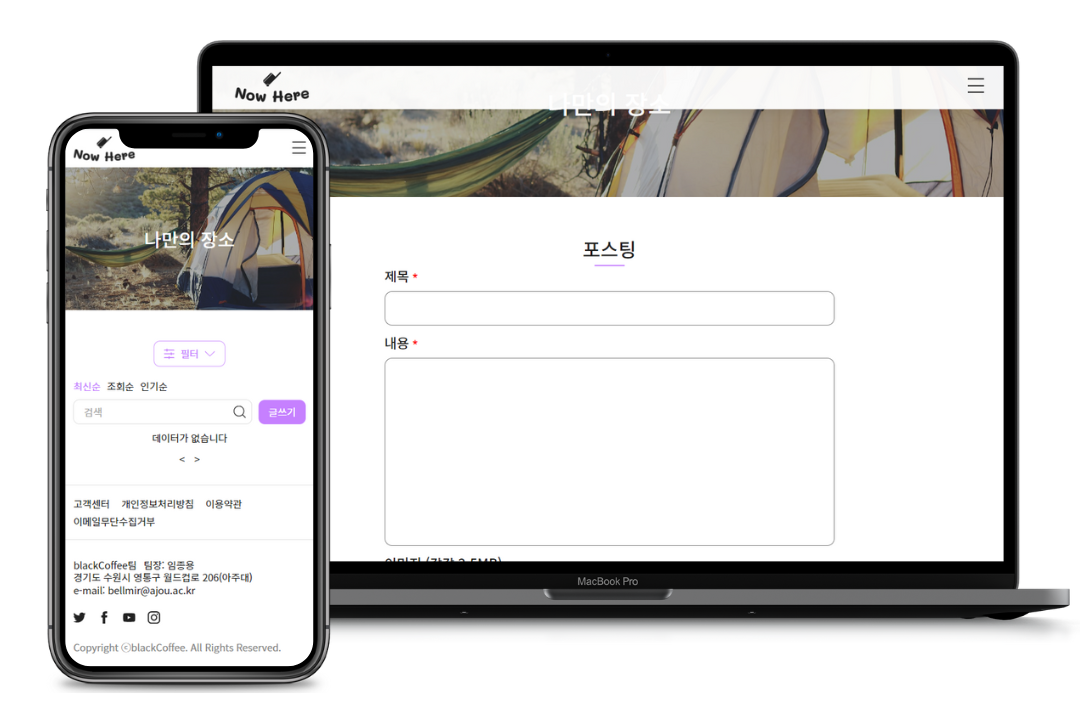 Now Here
나만의 장소
포스팅
제목 *
내용 *
MacBook Pro
Now Here
나만의 장소
필터
최신순 조회순 인기순
검색
글쓰기
데이터가 없습니다
< >
고객센터 개인정보처리방침 이용약관
이메일무단수집거부
blackCoffee팀 팀장: 임종용
경기도 수원시 영통구 월드컵로 206(아주대)
e-mail: bellmir@ajou.ac.kr
Copyright ⓒblackCoffee. All Rights Reserved.